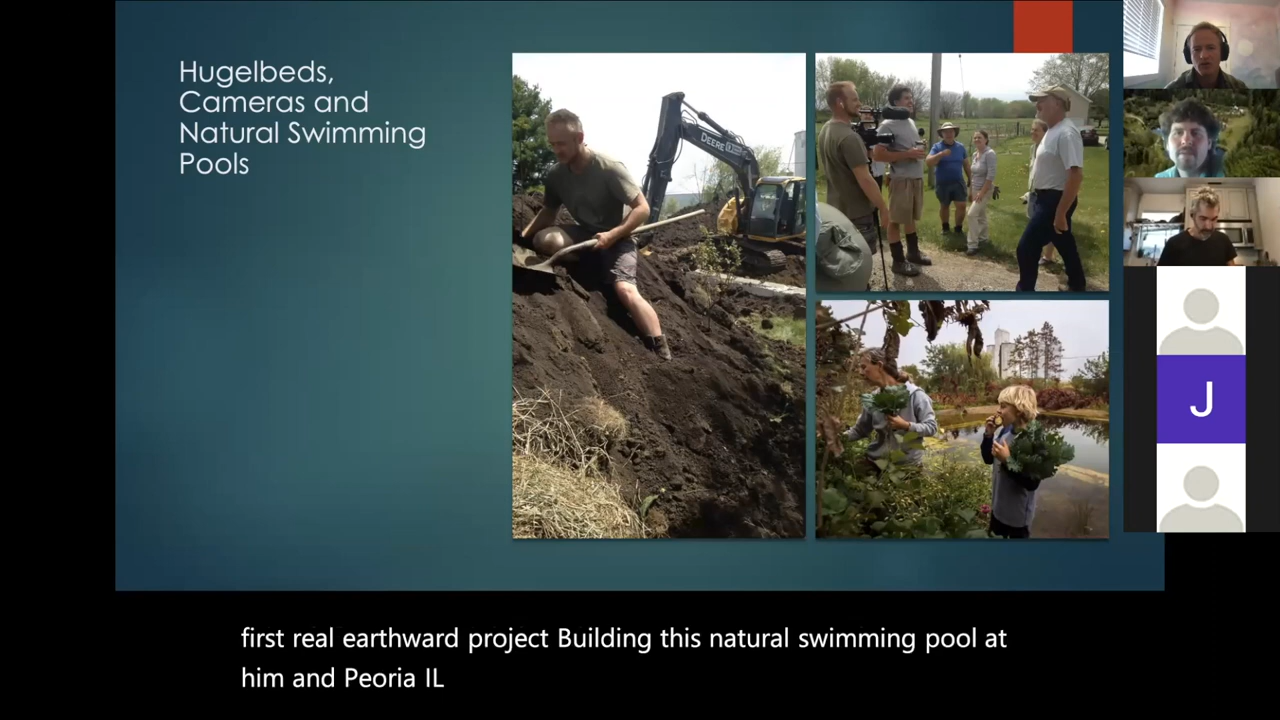 Hugelbeds,
Cameras and
Natural Swimming
Pools
DEERE
J
first real earthward project Building this natural swimming pool at
him and Peoria IL